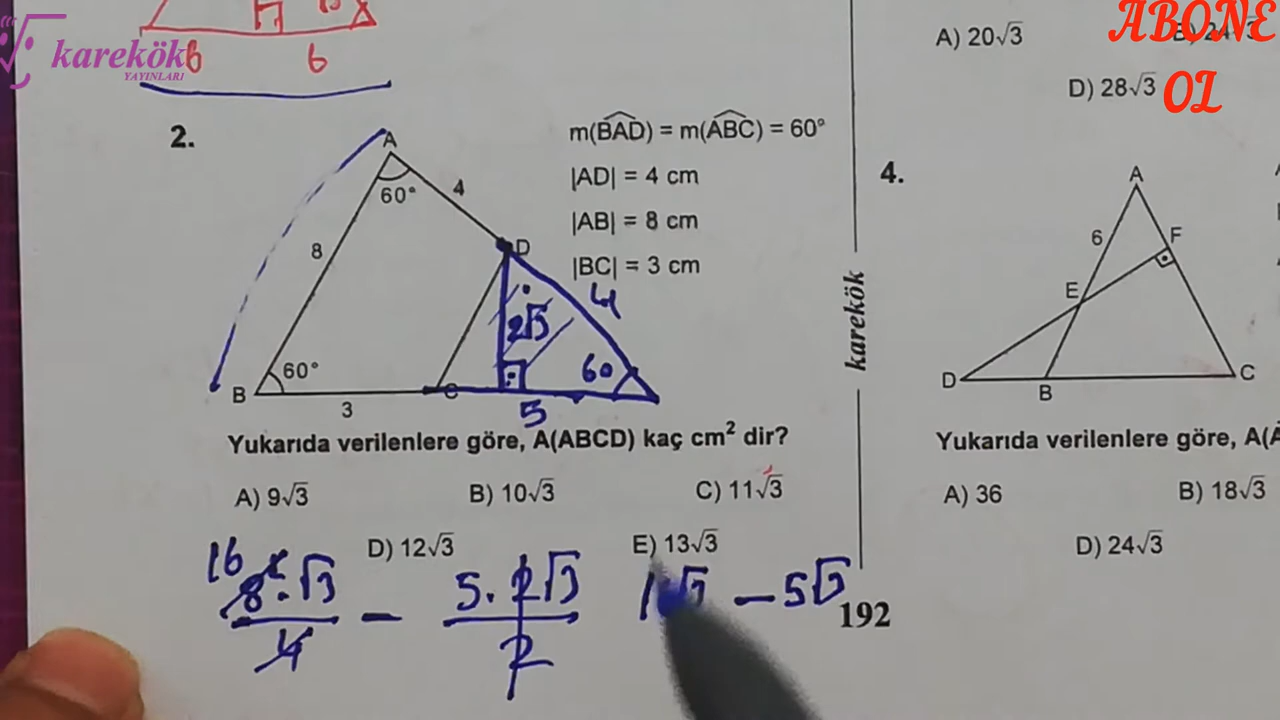 karekök
YAYINLARI
6 6
2.
A
60°
4
8
D
B
60°
3
C
2√3
4
60
5
m(BAD) = m(ABC) = 60°
|AD| = 4 cm
|AB| = 8 cm
|BC| = 3 cm
Yukarıda verilenlere göre, A(ABCD) kaç cm² dir?
A) 9√3 B) 10√3 C) 11√3
D) 12√3 E) 13√3
16
8²·√3/4 − 5·2√3/2 − 5√3
karekök
192
ABONE
OL
A) 20√3
D) 28√3
4.
A
6
F
E
D
B
C
Yukarıda verilenlere göre,
A) 36 B) 18√3
D) 24√3